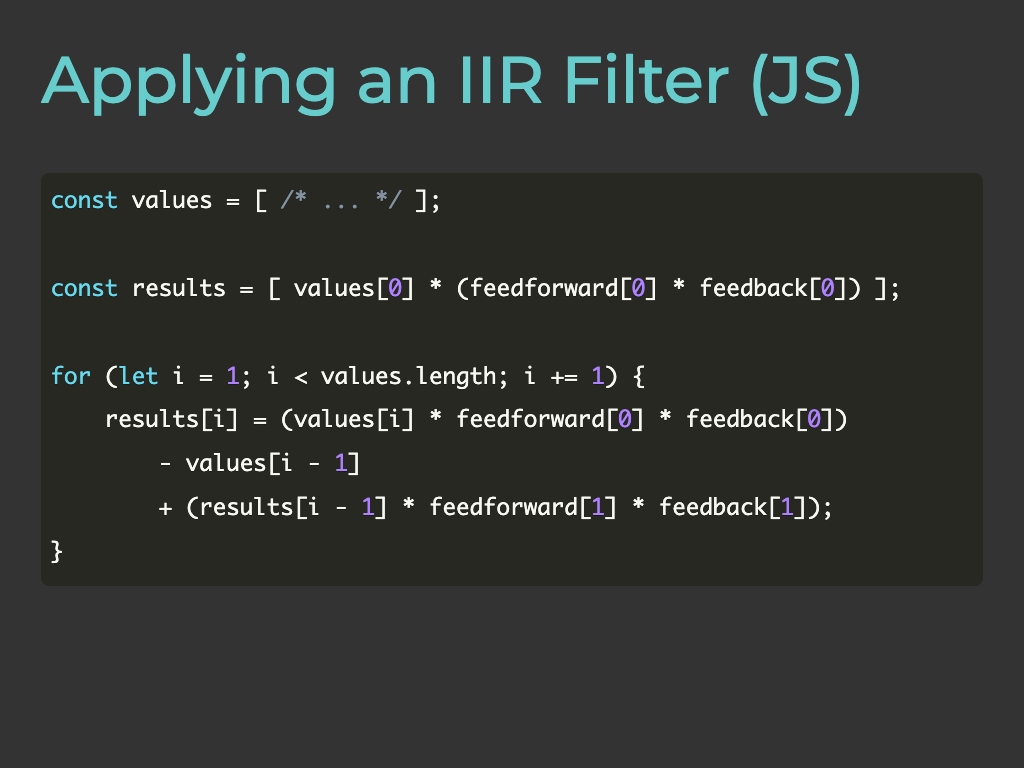 Applying an IIR Filter (JS)
const values = [ /* ... */ ];
const results = [ values[0] * (feedforward[0] * feedback[0]) ];
for (let i = 1; i < values.length; i += 1) {
    results[i] = (values[i] * feedforward[0] * feedback[0])
        - values[i - 1]
        + (results[i - 1] * feedforward[1] * feedback[1]);
}